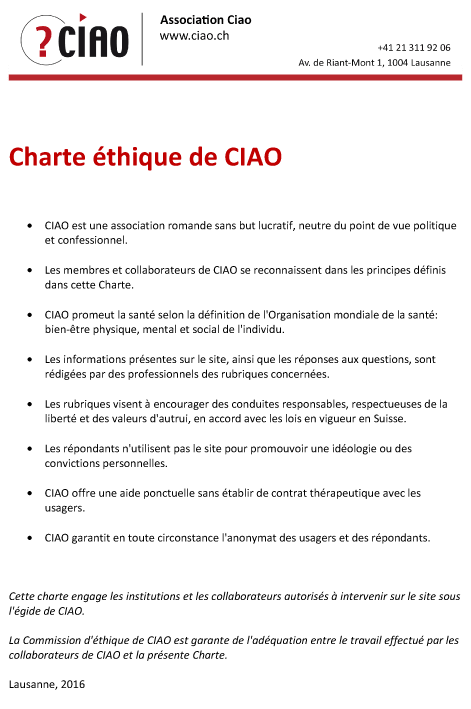 ?CIAO
Association Ciao
www.ciao.ch
+41 21 311 92 06
Av. de Riant-Mont 1, 1004 Lausanne
Charte éthique de CIAO
• CIAO est une association romande sans but lucratif, neutre du point de vue politique
et confessionnel.
• Les membres et collaborateurs de CIAO se reconnaissent dans les principes définis
dans cette Charte.
• CIAO promeut la santé selon la définition de l'Organisation mondiale de la santé:
bien-être physique, mental et social de l'individu.
• Les informations présentes sur le site, ainsi que les réponses aux questions, sont
rédigées par des professionnels des rubriques concernées.
• Les rubriques visent à encourager des conduites responsables, respectueuses de la
liberté et des valeurs d'autrui, en accord avec les lois en vigueur en Suisse.
• Les répondants n'utilisent pas le site pour promouvoir une idéologie ou des
convictions personnelles.
• CIAO offre une aide ponctuelle sans établir de contrat thérapeutique avec les
usagers.
• CIAO garantit en toute circonstance l'anonymat des usagers et des répondants.
Cette charte engage les institutions et les collaborateurs autorisés à intervenir sur le site sous
l'égide de CIAO.
La Commission d'éthique de CIAO est garante de l'adéquation entre le travail effectué par les
collaborateurs de CIAO et la présente Charte.
Lausanne, 2016